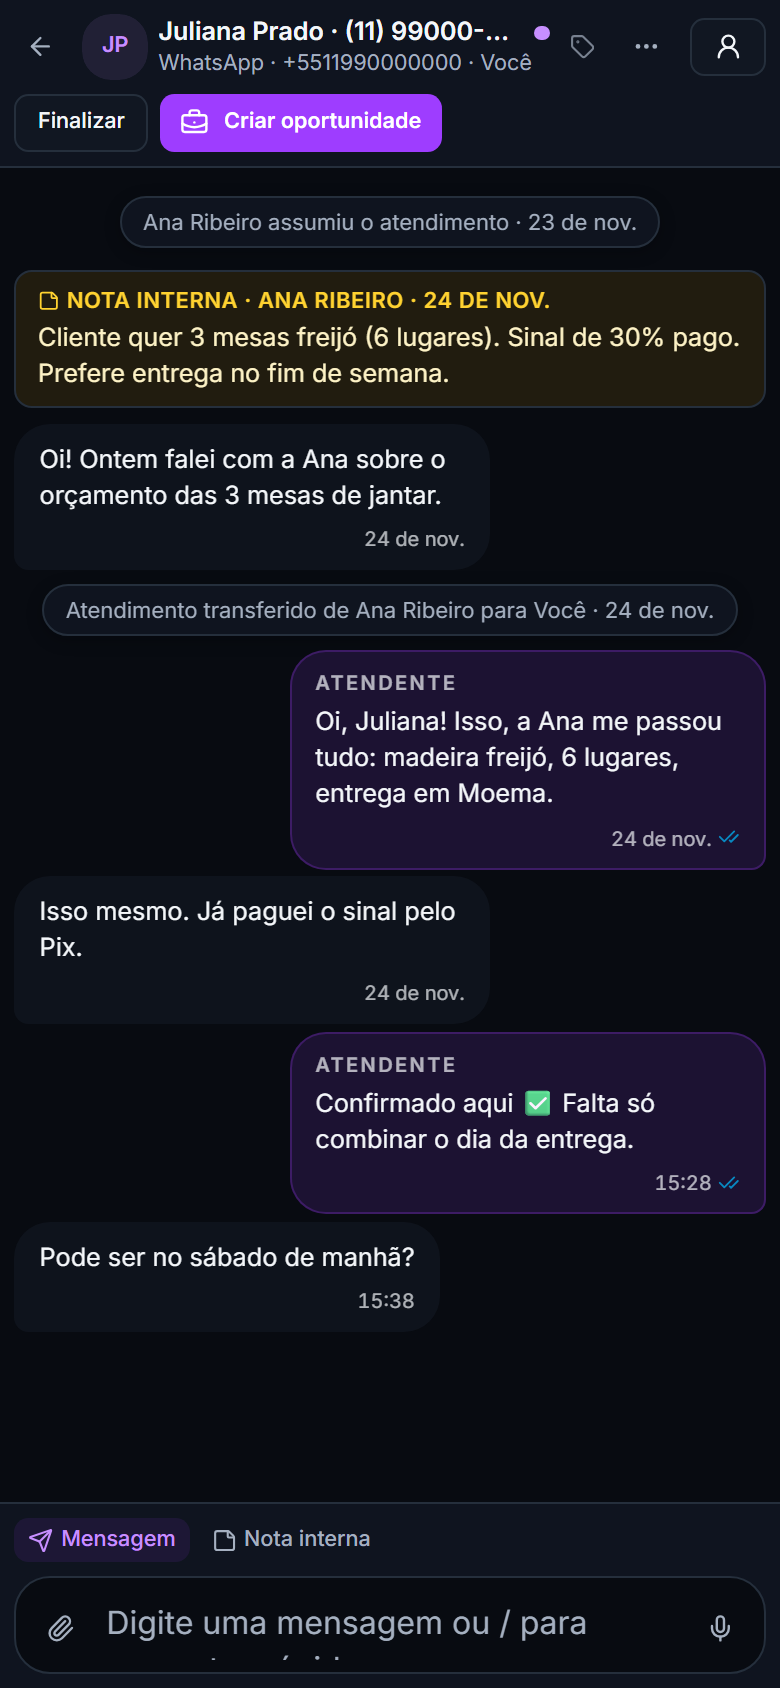 JP
Juliana Prado · (11) 99000-...
WhatsApp · +5511990000000 · Você
Finalizar
Criar oportunidade
Ana Ribeiro assumiu o atendimento · 23 de nov.
NOTA INTERNA · ANA RIBEIRO · 24 DE NOV.
Cliente quer 3 mesas freijó (6 lugares). Sinal de 30% pago.
Prefere entrega no fim de semana.
Oi! Ontem falei com a Ana sobre o
orçamento das 3 mesas de jantar.
24 de nov.
Atendimento transferido de Ana Ribeiro para Você · 24 de nov.
ATENDENTE
Oi, Juliana! Isso, a Ana me passou
tudo: madeira freijó, 6 lugares,
entrega em Moema.
24 de nov.
Isso mesmo. Já paguei o sinal pelo
Pix.
24 de nov.
ATENDENTE
Confirmado aqui ✅ Falta só
combinar o dia da entrega.
15:28
Pode ser no sábado de manhã?
15:38
Mensagem
Nota interna
Digite uma mensagem ou / para